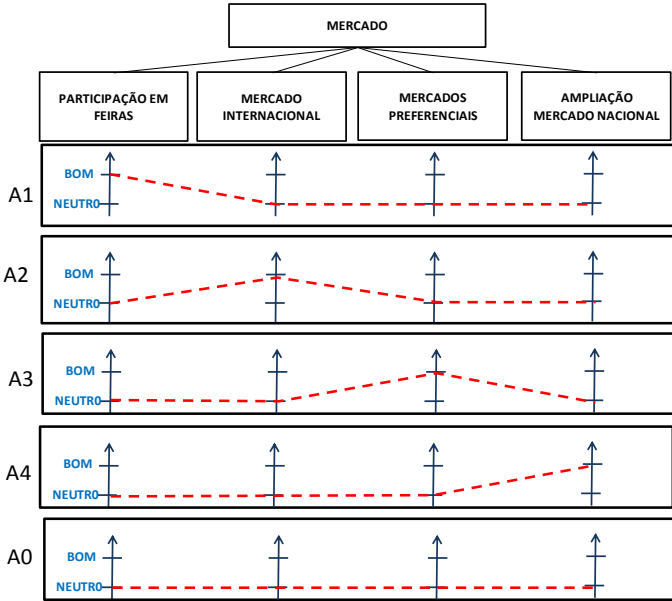 MERCADO
PARTICIPAÇÃO EM
FEIRAS
MERCADO
INTERNACIONAL
MERCADOS
PREFERENCIAIS
AMPLIAÇÃO
MERCADO NACIONAL
A1
BOM
NEUTR0
A2
BOM
NEUTR0
A3
BOM
NEUTR0
A4
BOM
NEUTR0
A0
BOM
NEUTR0